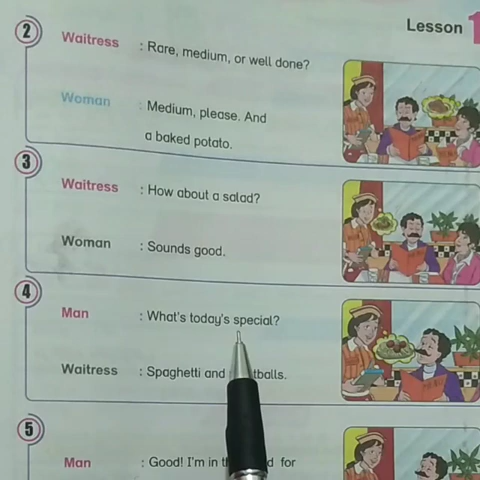 Lesson 1
2
Waitress : Rare, medium, or well done?
Woman : Medium, please. And
a baked potato.
3
Waitress : How about a salad?
Woman : Sounds good.
4
Man : What's today's special?
Waitress : Spaghetti and tballs.
5
Man : Good! I'm in for